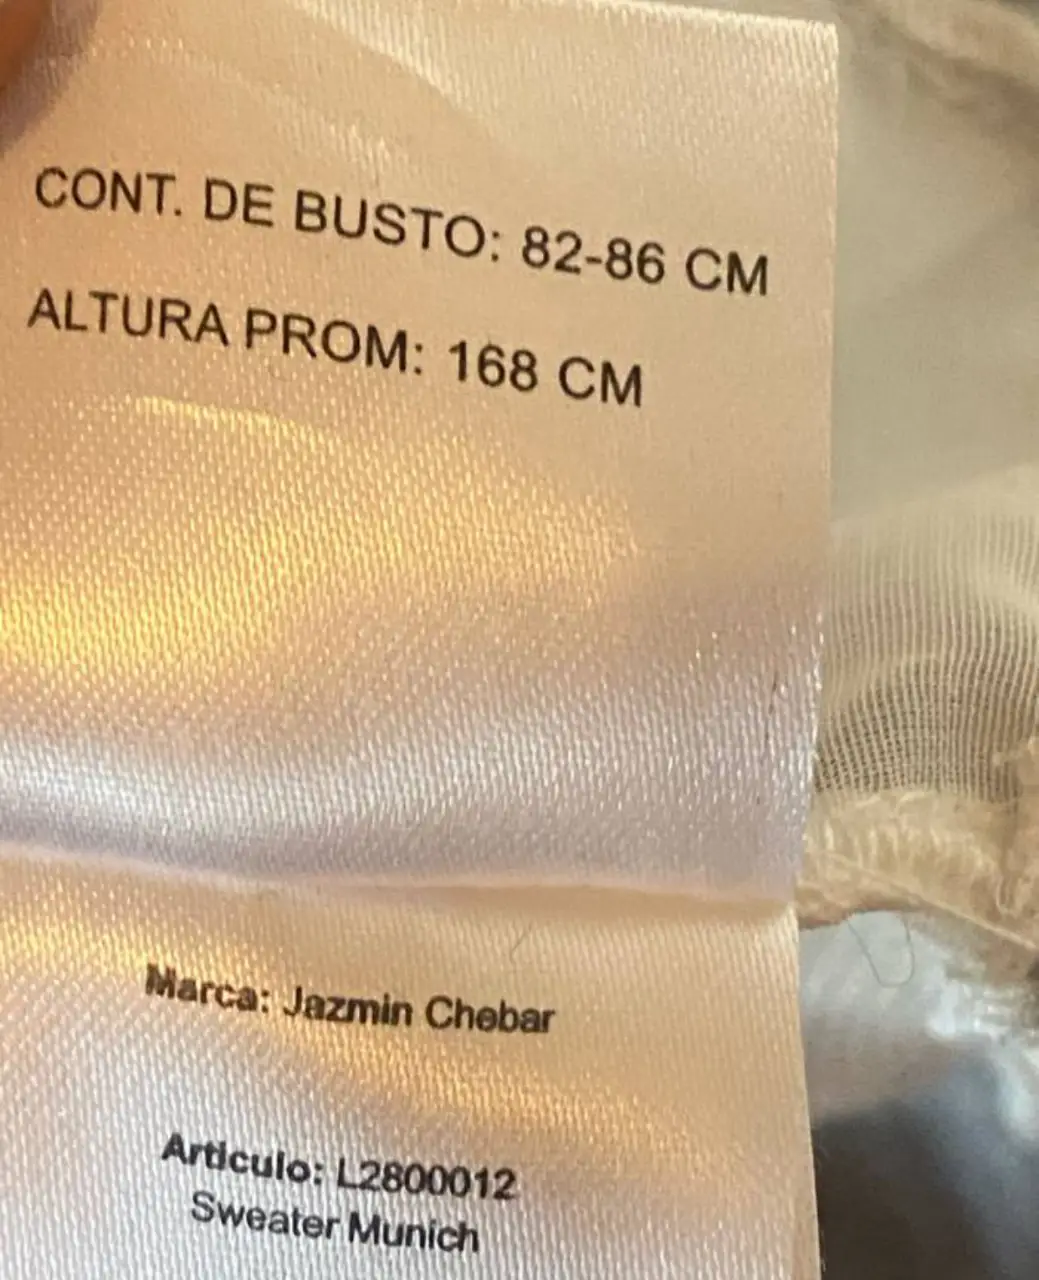 CONT. DE BUSTO: 82-86 CM
ALTURA PROM: 168 CM
Marca: Jazmin Chebar
Articulo: L2800012
Sweater Munich